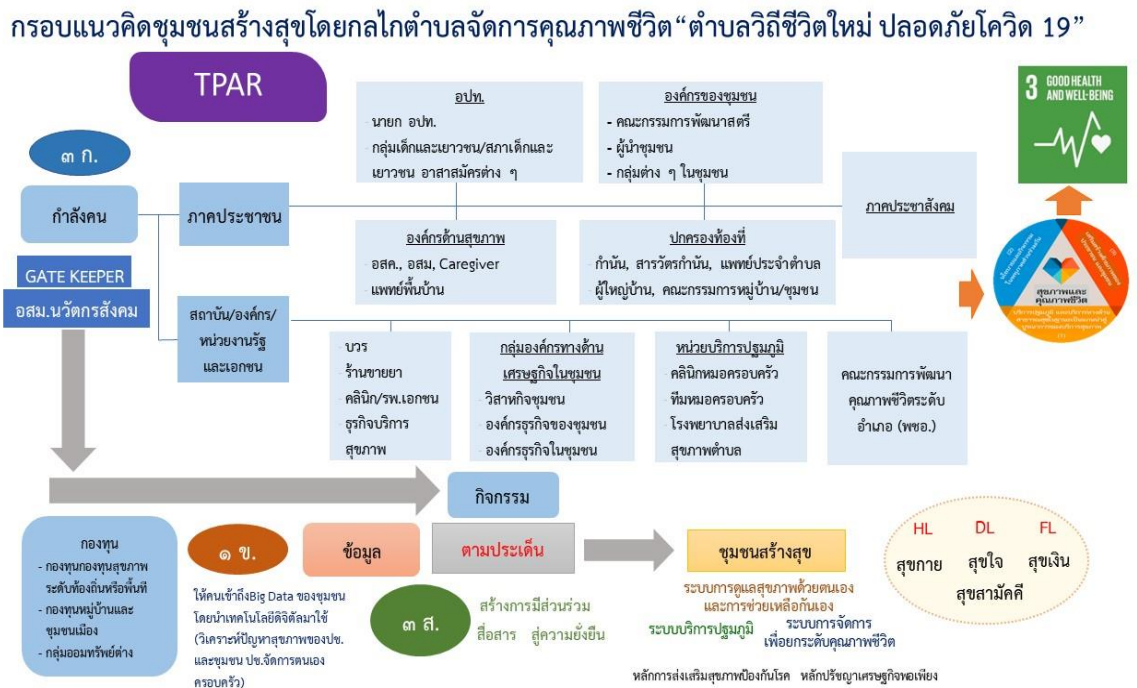 กรอบแนวคิดชุมชนสร้างสุขโดยกลไกตำบลจัดการคุณภาพชีวิต“ตำบลวิถีชีวิตใหม่ ปลอดภัยโควิด 19”
TPAR
๓ ก.
กำลังคน
GATE KEEPER
อสม.นวัตกรสังคม
ภาคประชาชน
อปท.
นายก อปท.
กลุ่มเด็กและเยาวชน/สภาเด็กและ
เยาวชน อาสาสมัครต่าง ๆ
องค์กรของชุมชน
- คณะกรรมการพัฒนาสตรี
- ผู้นำชุมชน
- กลุ่มต่าง ๆ ในชุมชน
ภาคประชาสังคม
องค์กรด้านสุขภาพ
อสค., อสม, Caregiver
แพทย์พื้นบ้าน
ปกครองท้องที่
กำนัน, สารวัตรกำนัน, แพทย์ประจำตำบล
ผู้ใหญ่บ้าน, คณะกรรมการหมู่บ้าน/ชุมชน
3 GOOD HEALTH
AND WELL-BEING
สุขภาพและ
คุณภาพชีวิต
สถาบัน/องค์กร/
หน่วยงานรัฐ
และเอกชน
บวร
ร้านขายยา
คลินิก/รพ.เอกชน
ธุรกิจบริการ
สุขภาพ
กลุ่มองค์กรทางด้าน
เศรษฐกิจในชุมชน
วิสาหกิจชุมชน
องค์กรธุรกิจของชุมชน
องค์กรธุรกิจในชุมชน
หน่วยบริการปฐมภูมิ
คลินิกหมอครอบครัว
ทีมหมอครอบครัว
โรงพยาบาลส่งเสริม
สุขภาพตำบล
คณะกรรมการพัฒนา
คุณภาพชีวิตระดับ
อำเภอ (พชอ.)
กิจกรรม
กองทุน
- กองทุนกองทุนสุขภาพ
ระดับท้องถิ่นหรือพื้นที่
- กองทุนหมู่บ้านและ
ชุมชนเมือง
- กลุ่มออมทรัพย์ต่าง
๑ ข.
ข้อมูล
ให้คนเข้าถึงBig Data ของชุมชน
โดยนำเทคโนโลยีดิจิตัลมาใช้
(วิเคราะห์ปัญหาสุขภาพของปช.
และชุมชน ปช.จัดการตนเอง
ครอบครัว)
ตามประเด็น
๓ ส.
สร้างการมีส่วนร่วม
สื่อสาร สู่ความยั่งยืน
ชุมชนสร้างสุข
ระบบการดูแลสุขภาพด้วยตนเอง
และการช่วยเหลือกันเอง
ระบบบริการปฐมภูมิ
ระบบการจัดการ
เพื่อยกระดับคุณภาพชีวิต
หลักการส่งเสริมสุขภาพป้องกันโรค หลักปรัชญาเศรษฐกิจพอเพียง
HL DL FL
สุขกาย สุขใจ สุขเงิน
สุขสามัคคี